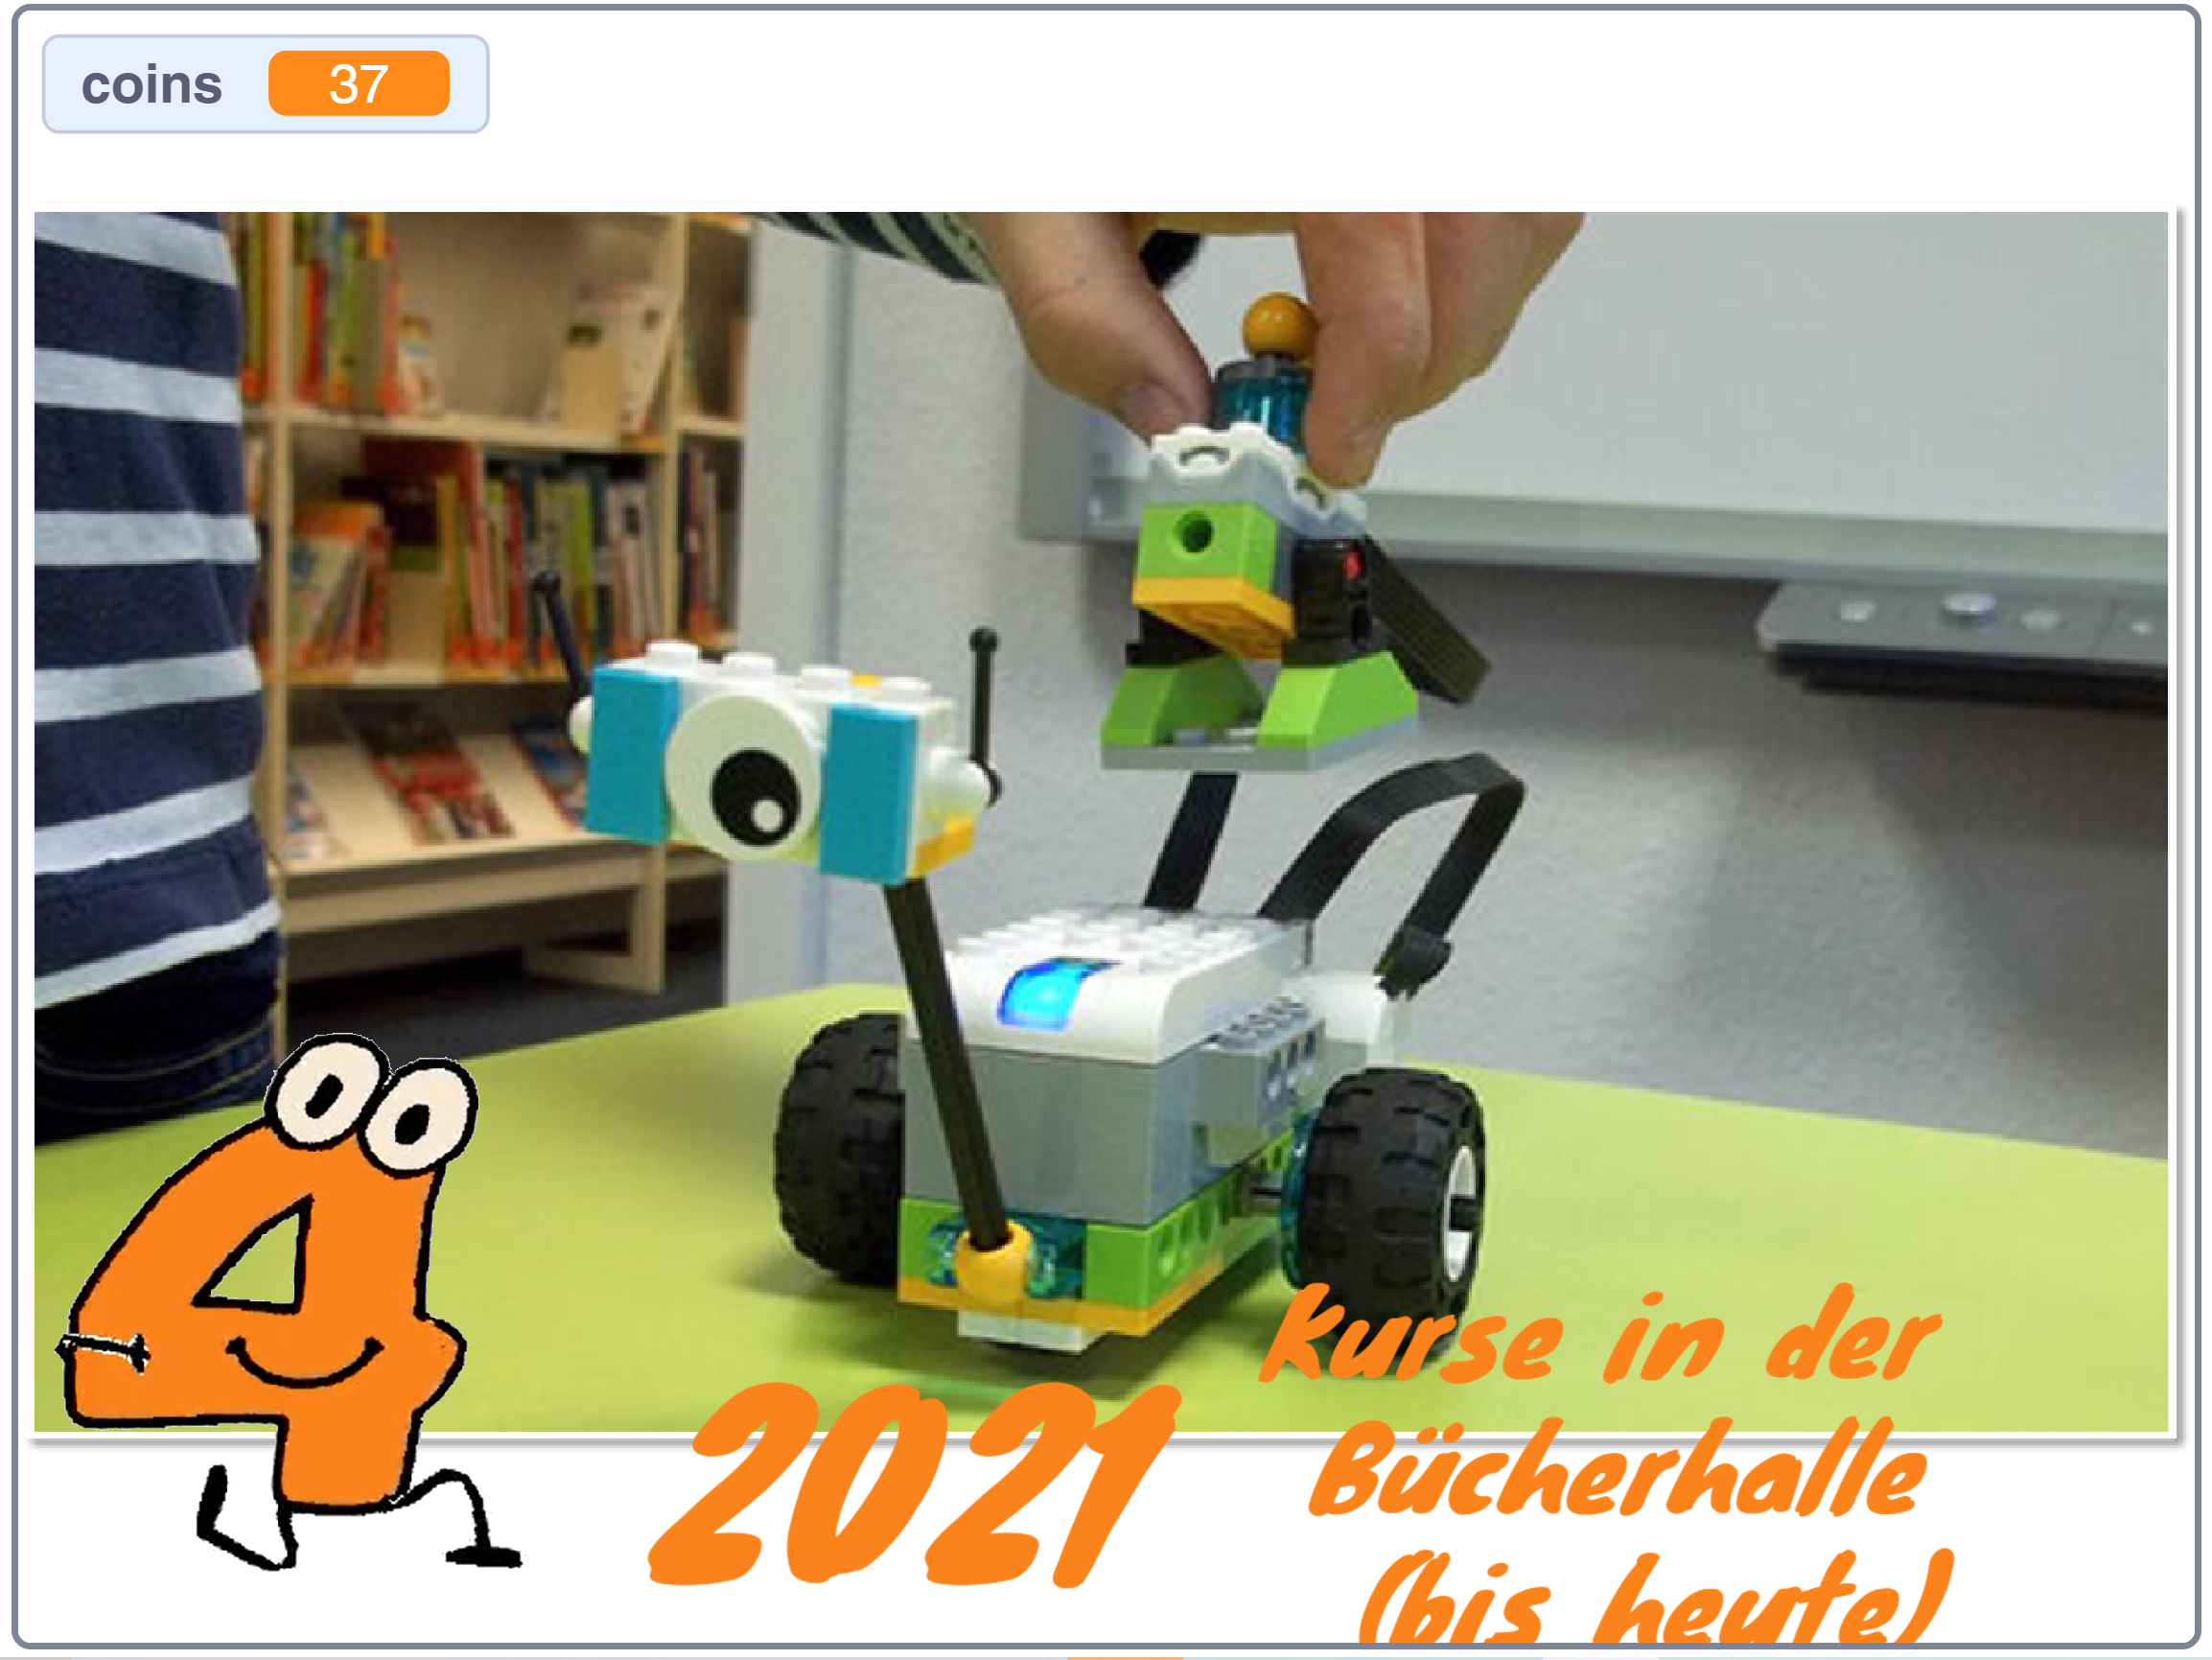 coins 37
2021
Kurse in der
Bücherhalle
(bis heute)